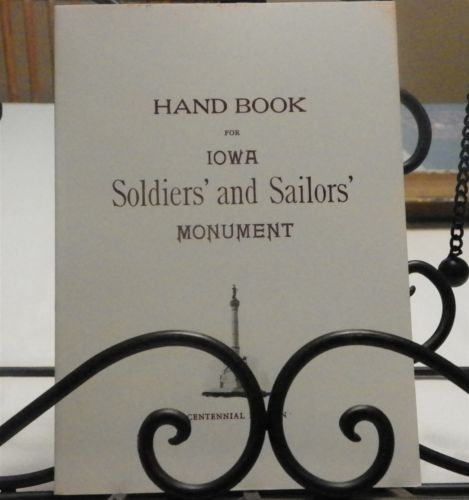 HAND BOOK
FOR
IOWA
Soldiers' and Sailors'
MONUMENT
CENTENNIAL